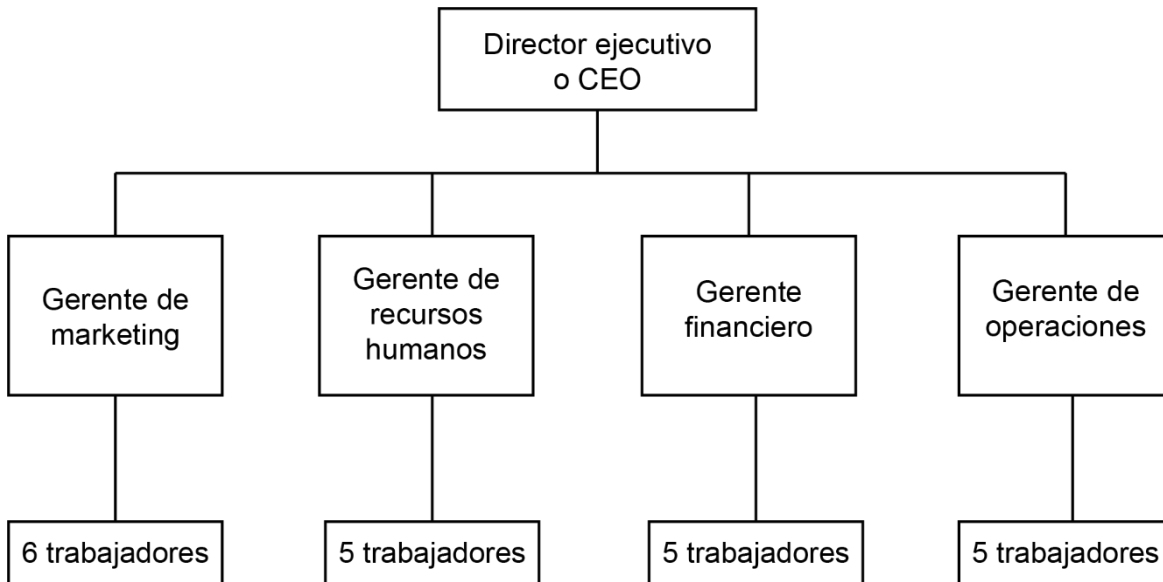 Director ejecutivo
o CEO
Gerente de
marketing
Gerente de
recursos
humanos
Gerente
financiero
Gerente de
operaciones
6 trabajadores
5 trabajadores
5 trabajadores
5 trabajadores